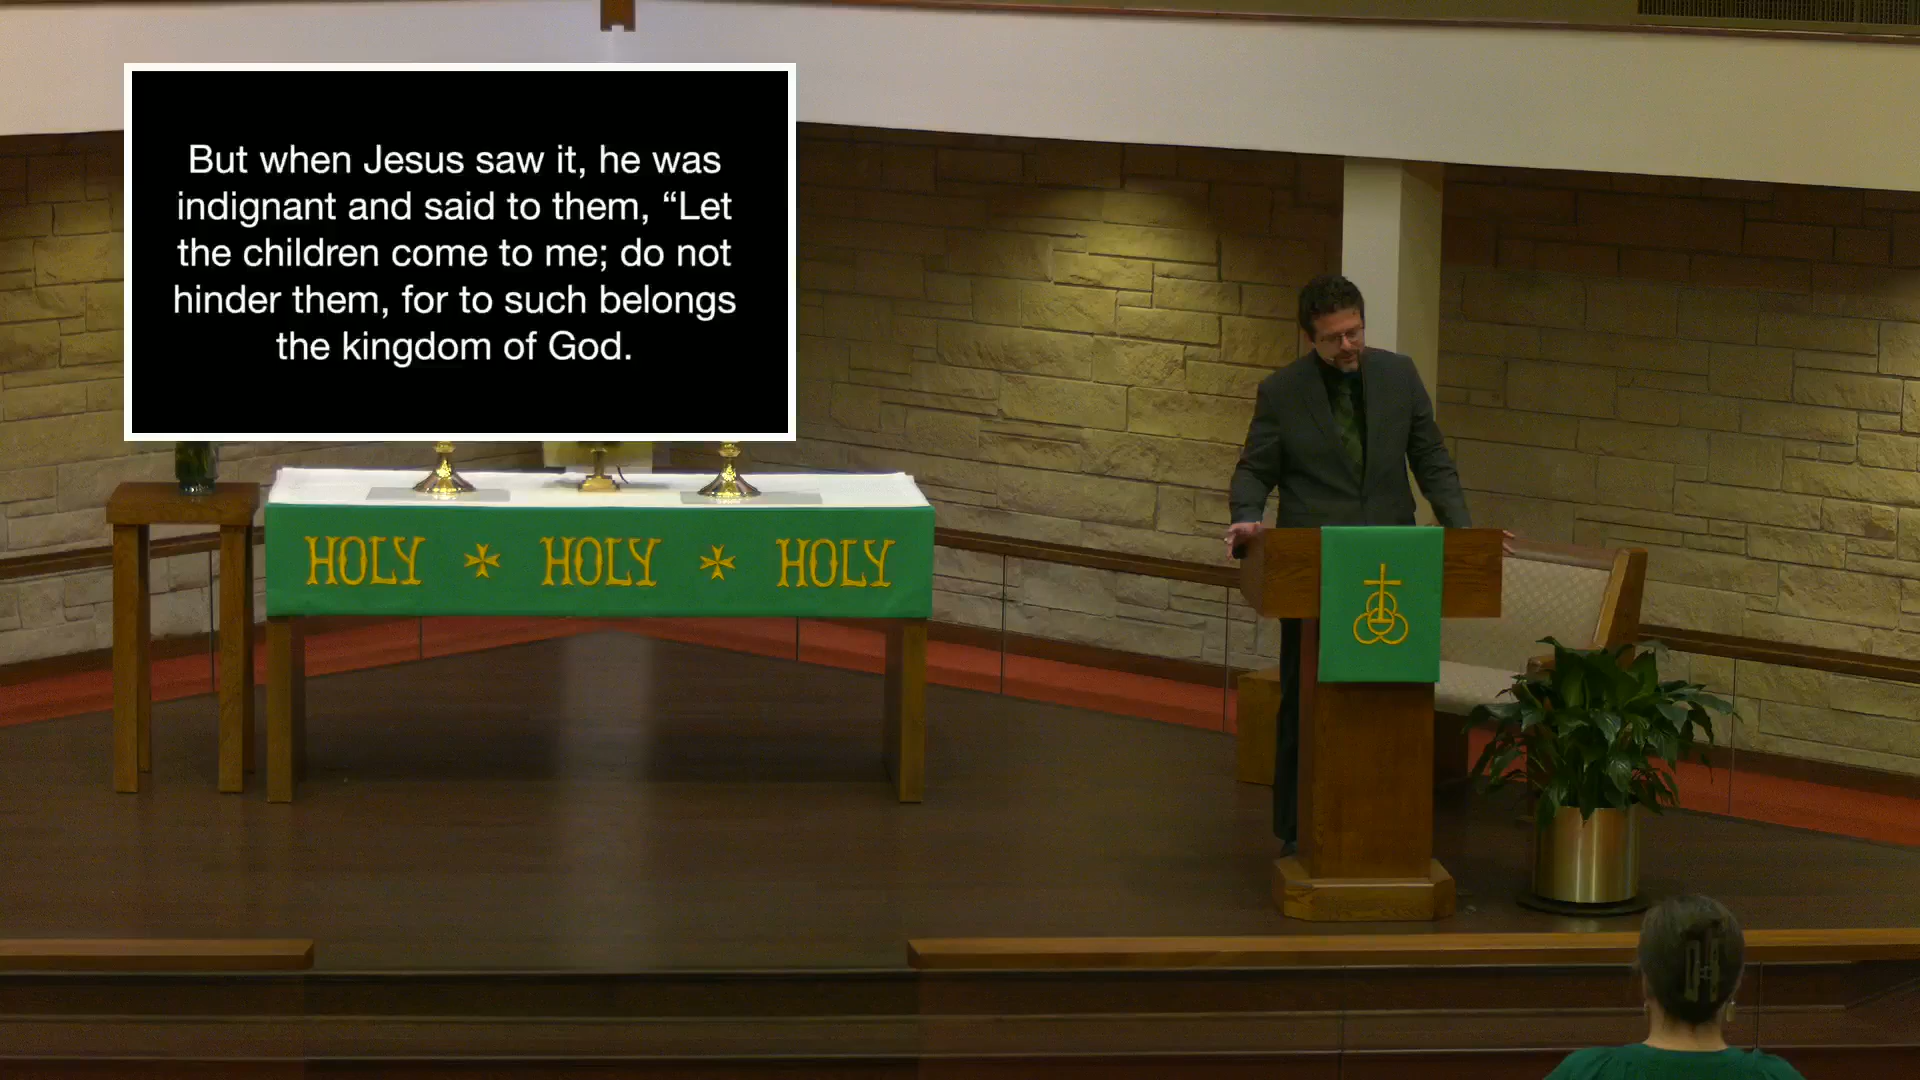 But when Jesus saw it, he was
indignant and said to them, “Let
the children come to me; do not
hinder them, for to such belongs
the kingdom of God.
HOLY HOLY HOLY